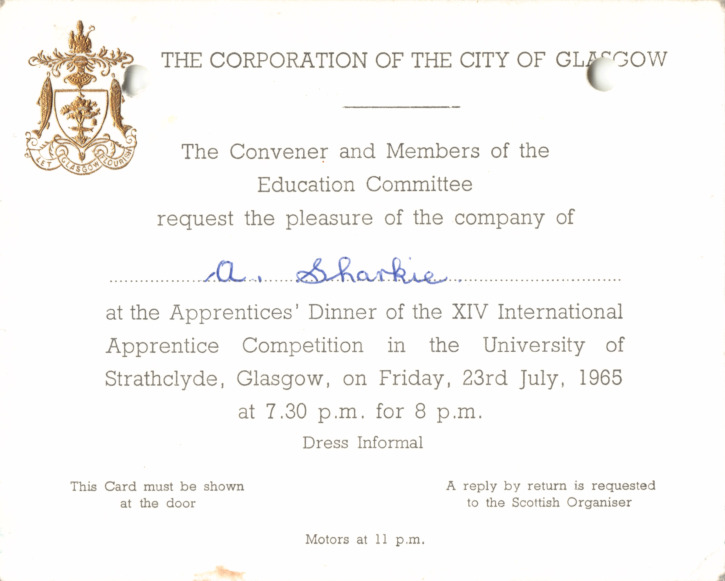 THE CORPORATION OF THE CITY OF GLASGOW
LET GLASGOW FLOURISH
The Convener and Members of the
Education Committee
request the pleasure of the company of
A. Sharkie
at the Apprentices' Dinner of the XIV International
Apprentice Competition in the University of
Strathclyde, Glasgow, on Friday, 23rd July, 1965
at 7.30 p.m. for 8 p.m.
Dress Informal
This Card must be shown
at the door
A reply by return is requested
to the Scottish Organiser
Motors at 11 p.m.